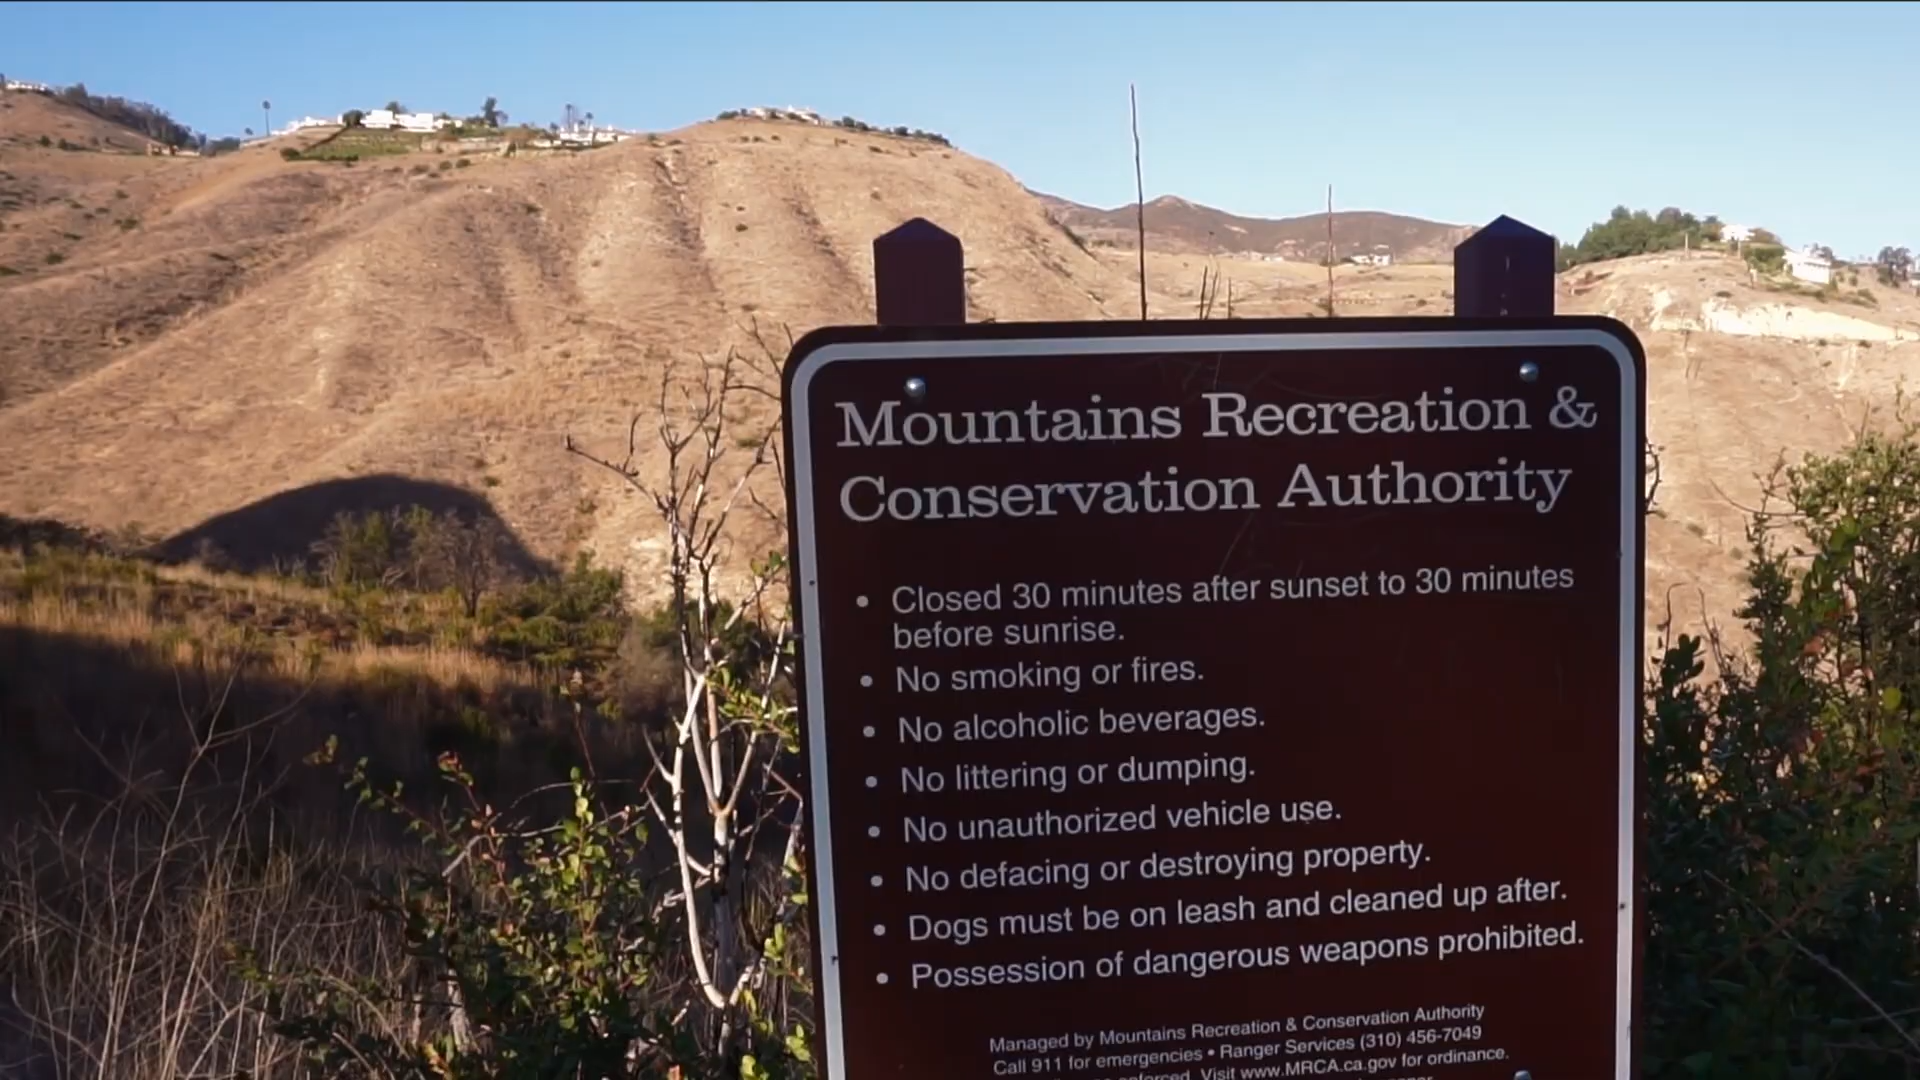 Mountains Recreation &
Conservation Authority
• Closed 30 minutes after sunset to 30 minutes
before sunrise.
• No smoking or fires.
• No alcoholic beverages.
• No littering or dumping.
• No unauthorized vehicle use.
• No defacing or destroying property.
• Dogs must be on leash and cleaned up after.
• Possession of dangerous weapons prohibited.
Managed by Mountains Recreation & Conservation Authority
Call 911 for emergencies • Ranger Services (310) 456-7049
enforced. Visit www.MRCA.ca.gov for ordinance.